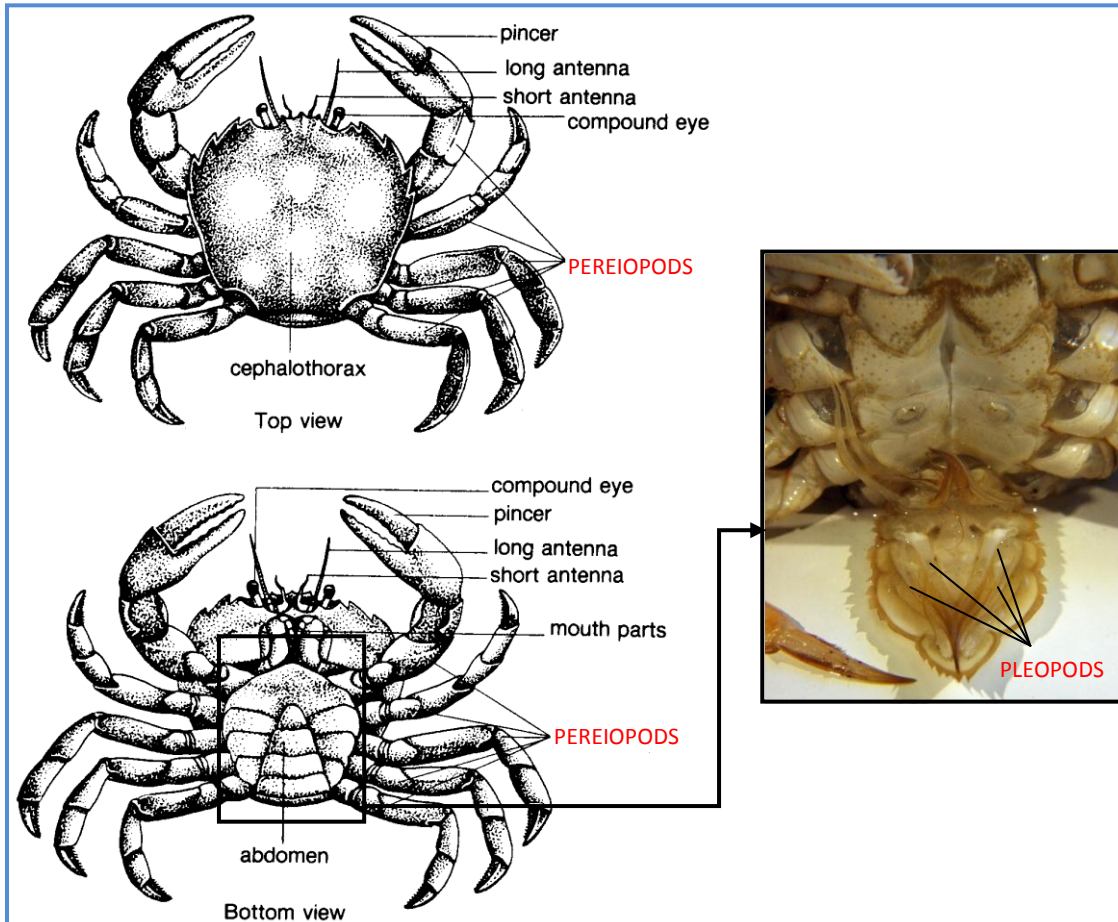 pincer
long antenna
short antenna
compound eye
PEREIOPODS
cephalothorax
Top view
compound eye
pincer
long antenna
short antenna
mouth parts
PEREIOPODS
abdomen
Bottom view
PLEOPODS